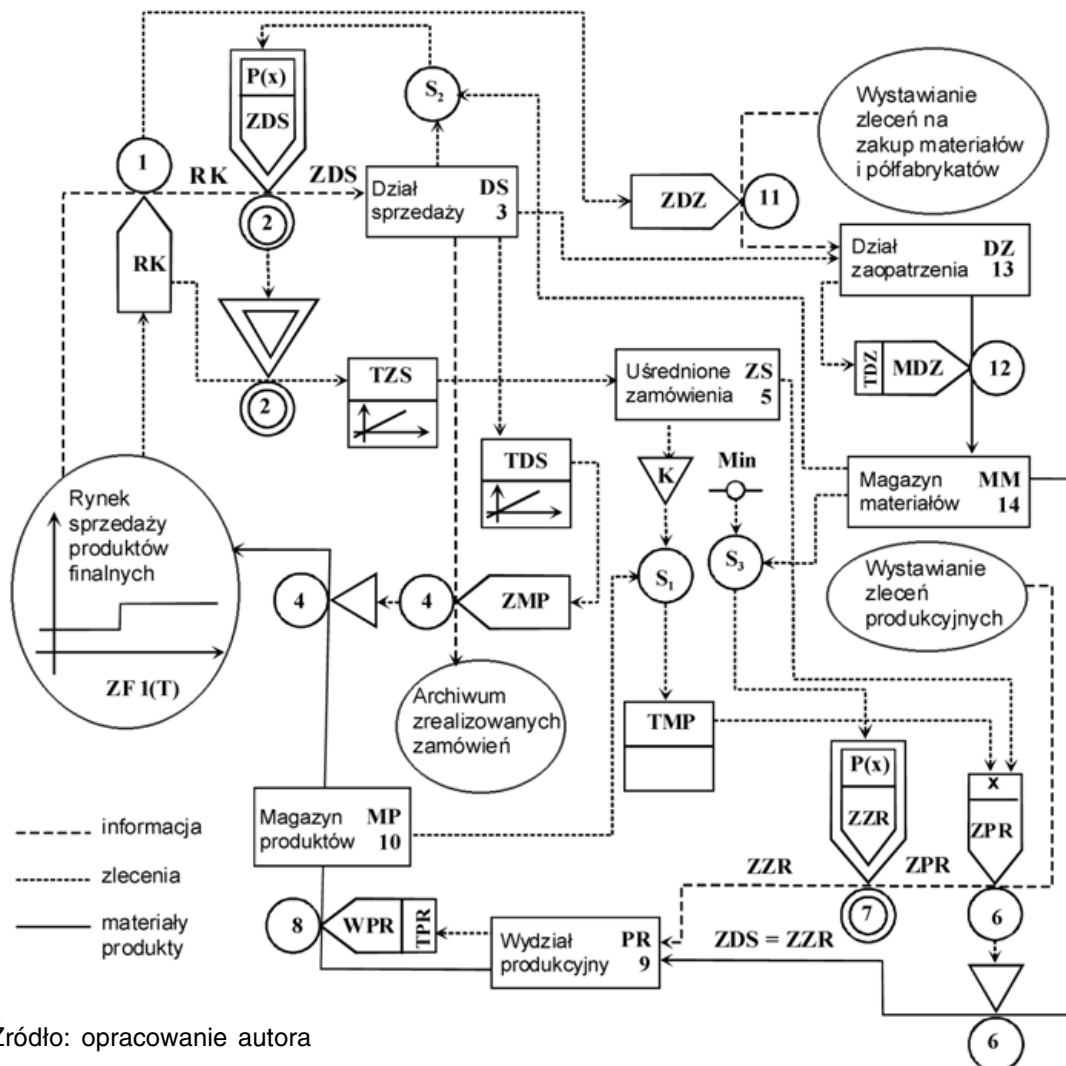 1
P(x)
ZDS
S₂
Wystawianie
zleceń na
zakup materiałów
i półfabrykatów
RK
ZDS
Dział DS
sprzedaży 3
ZDZ
11
2
RK
Dział DZ
zaopatrzenia 13
TZS
Uśrednione ZS
zamówienia 5
TDZ
MDZ
12
2
TDS
K
Min
Magazyn MM
materiałów 14
Rynek
sprzedaży
produktów
finalnych
ZF1(T)
S₁
S₃
Wystawianie
zleceń
produkcyjnych
4
4
ZMP
Archiwum
zrealizowanych
zamówień
TMP
P(x)
ZZR
x
ZPR
informacja
zlecenia
materiały
produkty
Magazyn MP
produktów 10
ZZR
ZPR
8
WPR
TPR
Wydział PR
produkcyjny 9
7
6
ZDS = ZZR
6
Źródło: opracowanie autora